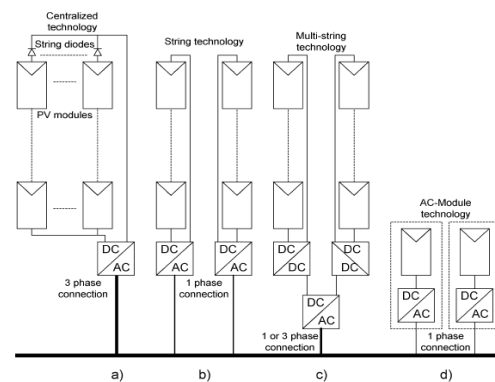 Centralized
technology
String diodes
PV modules
DC
AC
3 phase
connection
String technology
DC
AC
DC
AC
1 phase
connection
Multi-string
technology
DC
DC
DC
DC
DC
AC
1 or 3 phase
connection
AC-Module
technology
DC
AC
DC
AC
1 phase
connection
a)
b)
c)
d)